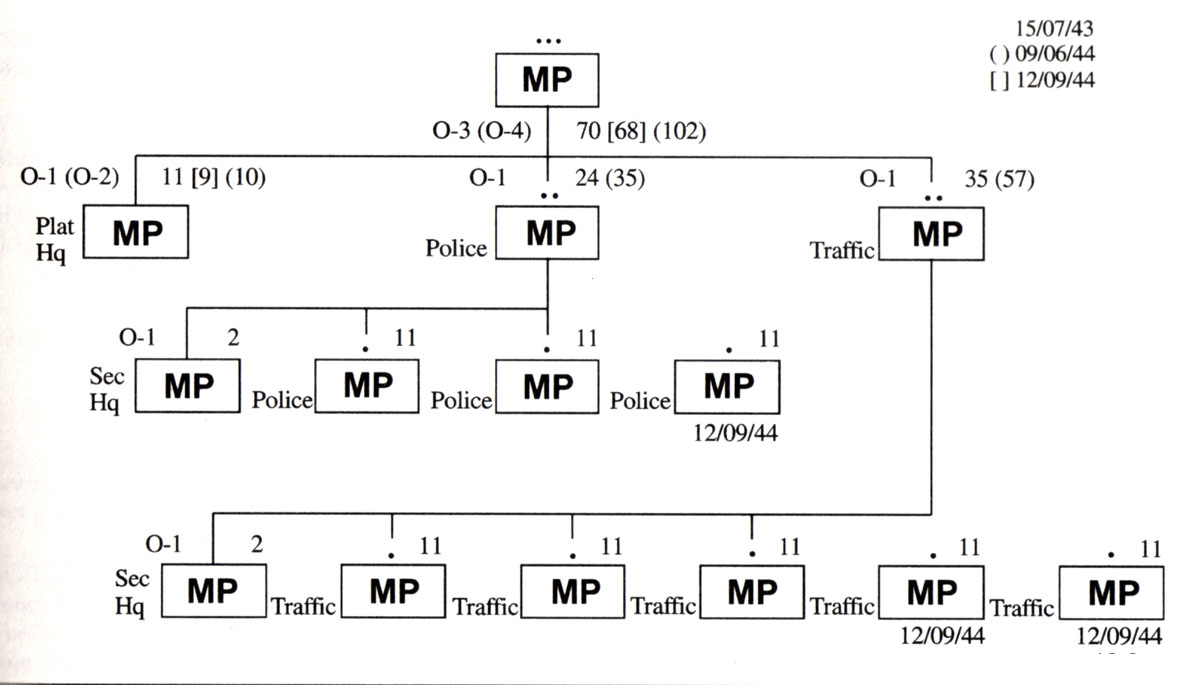 15/07/43
( ) 09/06/44
[ ] 12/09/44
MP
O-3 (O-4) 70 [68] (102)
O-1 (O-2) 11 [9] (10)
Plat
Hq
MP
O-1 24 (35)
Police MP
O-1 35 (57)
Traffic MP
O-1 2
Sec
Hq
MP
11
Police MP
11
Police MP
11
Police MP
12/09/44
O-1 2
Sec
Hq
MP
11
Traffic MP
11
Traffic MP
11
Traffic MP
11
Traffic MP
12/09/44
11
Traffic MP
12/09/44